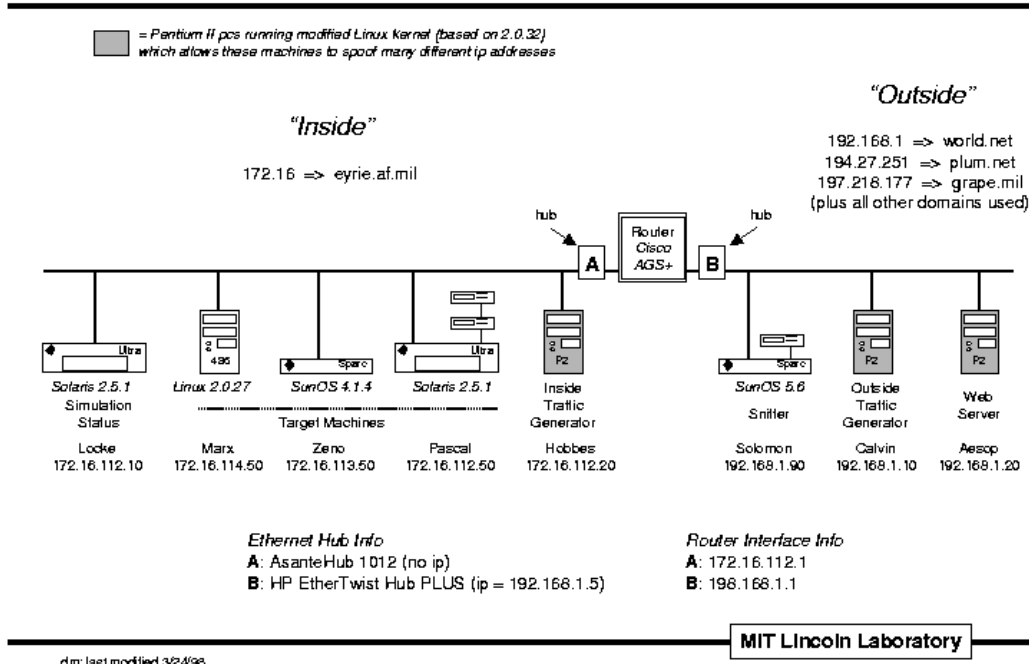 = Pentium II pcs running modified Linux kernel (based on 2.0.32)
which allows these machines to spoof many different ip addresses
"Inside"
172.16 => eyrie.af.mil
"Outside"
192.168.1 => world.net
194.27.251 => plum.net
197.218.177 => grape.mil
(plus all other domains used)
hub
A
Router
Cisco
AGS+
B
hub
Ultra
Solaris 2.5.1
Simulation
Status
Locke
172.16.112.10
486
Linux 2.0.27
Marx
172.16.114.50
Sparc
SunOS 4.1.4
Target Machines
Zeno
172.16.113.50
Ultra
Solaris 2.5.1
Pascal
172.16.112.50
P2
Inside
Traffic
Generator
Hobbes
172.16.112.20
Sparc
SunOS 5.6
Sniffer
Solomon
192.168.1.90
P2
Outside
Traffic
Generator
Calvin
192.168.1.10
P2
Web
Server
Aesop
192.168.1.20
Ethernet Hub Info
A: AsanteHub 1012 (no ip)
B: HP EtherTwist Hub PLUS (ip = 192.168.1.5)
Router Interface Info
A: 172.16.112.1
B: 198.168.1.1
MIT Lincoln Laboratory
last modified 3/24/98